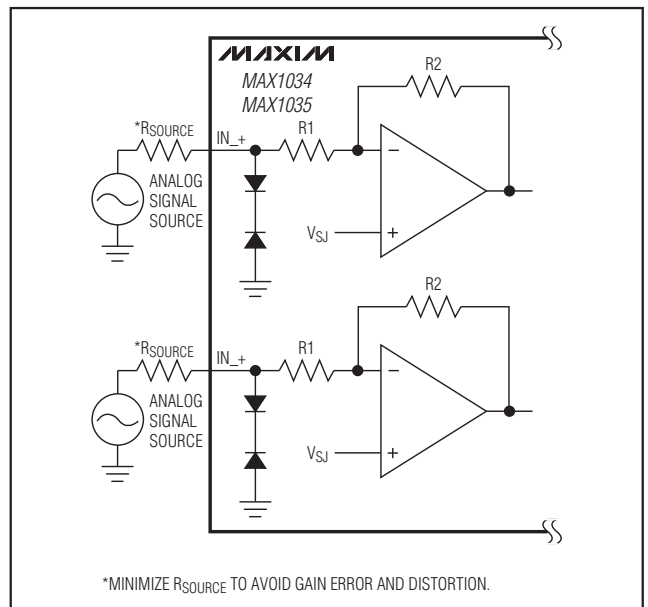 MAXIM
MAX1034
MAX1035
R2
*RSOURCE
IN_+
R1
ANALOG
SIGNAL
SOURCE
−
VSJ
+
R2
*RSOURCE
IN_+
R1
ANALOG
SIGNAL
SOURCE
−
VSJ
+
*MINIMIZE RSOURCE TO AVOID GAIN ERROR AND DISTORTION.